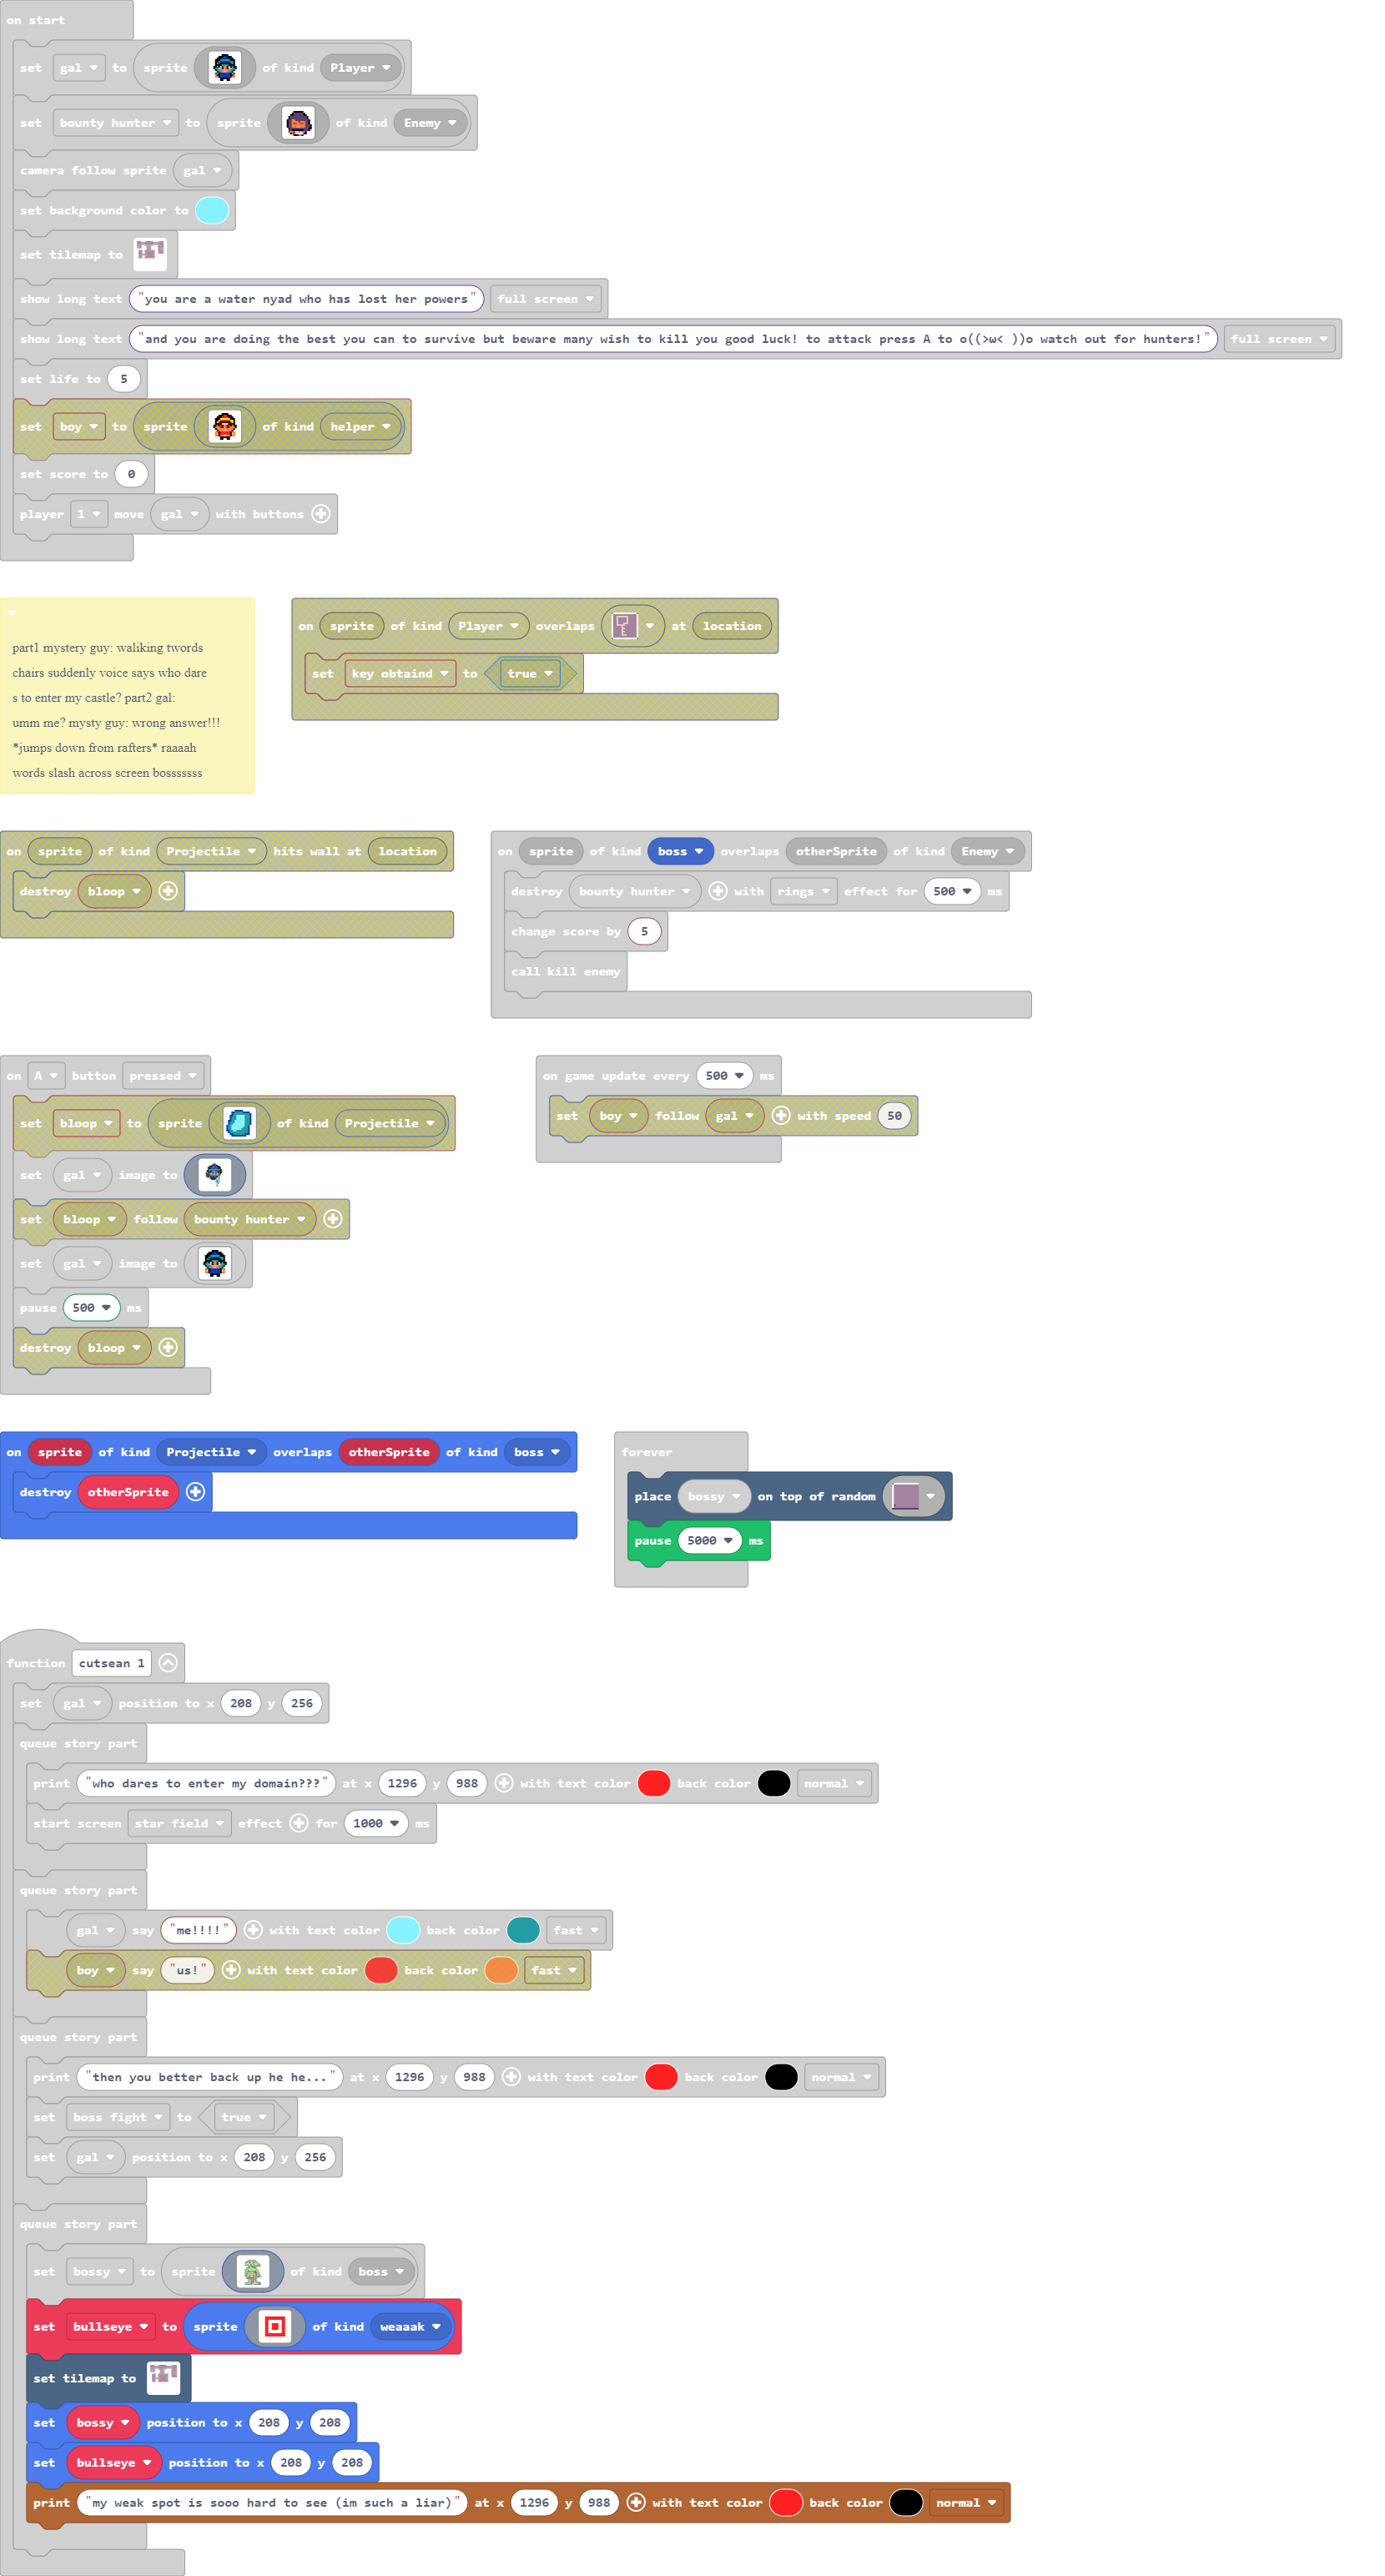 on start
set gal to sprite of kind Player
set bounty hunter to sprite of kind Enemy
camera follow sprite gal
set background color to
set tilemap to
show long text "you are a water nyad who has lost her powers" full screen
show long text "and you are doing the best you can to survive but beware many wish to kill you good luck! to attack press A to o((>ω< ))o watch out for hunters!" full screen
set life to 5
set boy to sprite of kind helper
set score to 0
player 1 move gal with buttons
part1 mystery guy: waliking twords
chairs suddenly voice says who dare
s to enter my castle? part2 gal:
umm me? mysty guy: wrong answer!!!
*jumps down from rafters* raaaah
words slash across screen bosssssss
on sprite of kind Player overlaps at location
set key obtaind to true
on sprite of kind Projectile hits wall at location
destroy bloop
on sprite of kind boss overlaps otherSprite of kind Enemy
destroy bounty hunter with rings effect for 500 ms
change score by 5
call kill enemy
on A button pressed
set bloop to sprite of kind Projectile
set gal image to
set bloop follow bounty hunter
set gal image to
pause 500 ms
destroy bloop
on game update every 500 ms
set boy follow gal with speed 50
on sprite of kind Projectile overlaps otherSprite of kind boss
destroy otherSprite
forever
place bossy on top of random
pause 5000 ms
function cutsean 1
set gal position to x 208 y 256
queue story part
print "who dares to enter my domain???" at x 1296 y 988 with text color back color normal
start screen star field effect for 1000 ms
queue story part
gal say "me!!!!" with text color back color fast
boy say "us!" with text color back color fast
queue story part
print "then you better back up he he..." at x 1296 y 988 with text color back color normal
set boss fight to true
set gal position to x 208 y 256
queue story part
set bossy to sprite of kind boss
set bullseye to sprite of kind weaaak
set tilemap to
set bossy position to x 208 y 208
set bullseye position to x 208 y 208
print "my weak spot is sooo hard to see (im such a liar)" at x 1296 y 988 with text color back color normal